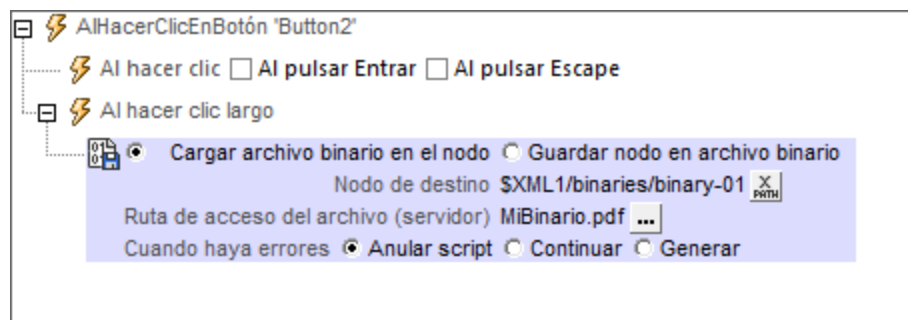 AlHacerClicEnBotón 'Button2'
Al hacer clic Al pulsar Entrar Al pulsar Escape
Al hacer clic largo
Cargar archivo binario en el nodo Guardar nodo en archivo binario
Nodo de destino $XML1/binaries/binary-01 X PATH
Ruta de acceso del archivo (servidor) MiBinario.pdf ...
Cuando haya errores Anular script Continuar Generar